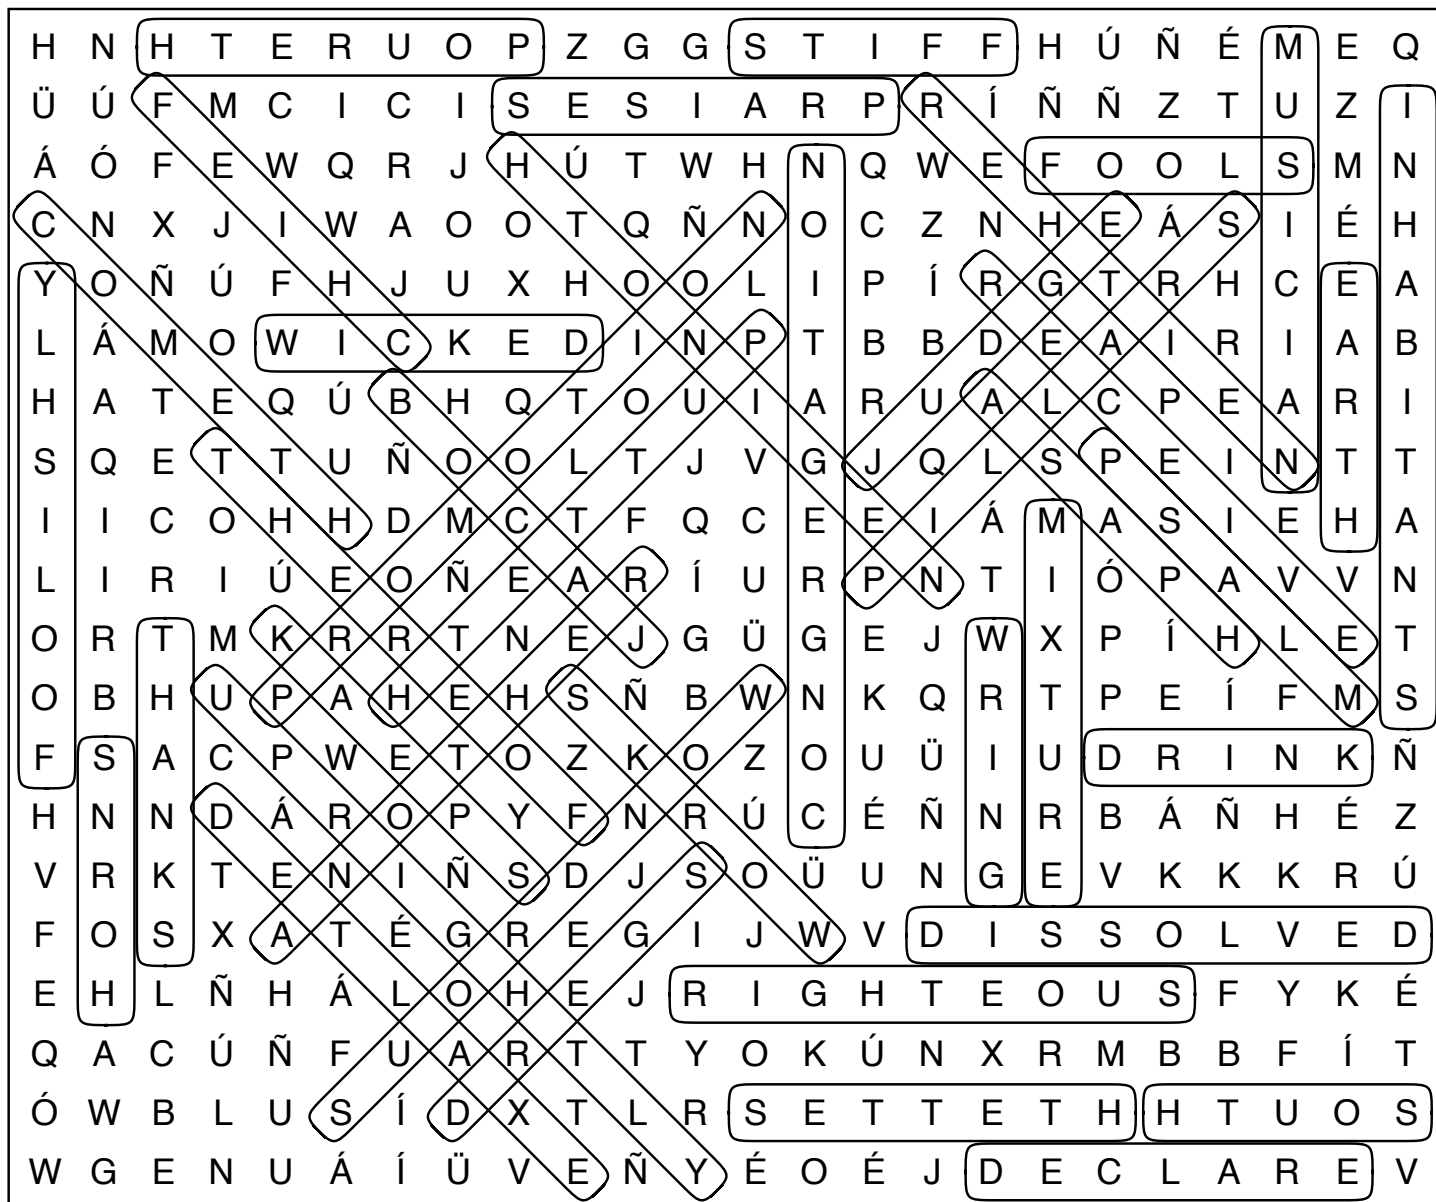 H N H T E R U O P Z G G S T I F F H Ú Ñ É M E Q
Ü Ú F M C I C I S E S I A R P R Í Ñ Ñ Z T U Z I
Á Ó F E W Q R J H Ú T W H N Q W E F O O L S M N
C N X J I W A O O T Q Ñ N O C Z N H E Á S I É H
Y O Ñ Ú F H J U X H O O L I P Í R G T R H C E A
L Á M O W I C K E D I N P T B B D E A I R I A B
H A T E Q Ú B H Q T O U I A R U A L C P E A R I
S Q E T T U Ñ O O L T J V G J Q L S P E I N T T
I I C O H H D M C T F Q C E E I Á M A S I E H A
L I R I Ú E O Ñ E A R Í U R P N T I Ó P A V V N
O R T M K R R T N E J G Ü G E J W X P Í H L E T
O B H U P A H E H S Ñ B W N K Q R T P E Í F M S
F S A C P W E T O Z K O Z O U Ü I U D R I N K Ñ
H N N D Á R O P Y F N R Ú C É Ñ N R B Á Ñ H É Z
V R K T E N I Ñ S D J S O Ü U N G E V K K K R Ú
F O S X A T É G R E G I J W V D I S S O L V E D
E H L Ñ H Á L O H E J R I G H T E O U S F Y K É
Q A C Ú Ñ F U A R T T Y O K Ú N X R M B B F Í T
Ó W B L U S Í D X T L R S E T T E T H H T U O S
W G E N U Á Í Ü V E Ñ Y É O É J D E C L A R E V